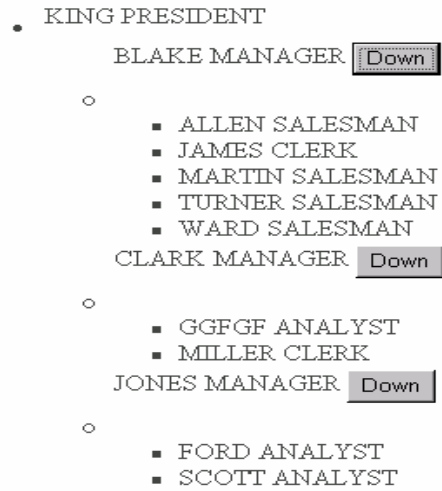 KING PRESIDENT
BLAKE MANAGER Down
ALLEN SALESMAN
JAMES CLERK
MARTIN SALESMAN
TURNER SALESMAN
WARD SALESMAN
CLARK MANAGER Down
GGFGF ANALYST
MILLER CLERK
JONES MANAGER Down
FORD ANALYST
SCOTT ANALYST